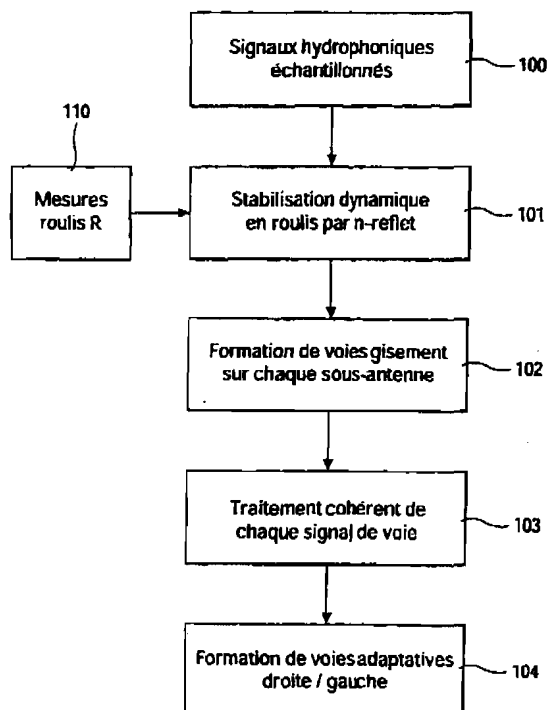 Signaux hydrophoniques
échantillonnés
100
110
Mesures
roulis R
Stabilisation dynamique
en roulis par n-reflet
101
Formation de voies gisement
sur chaque sous-antenne
102
Traitement cohérent de
chaque signal de voie
103
Formation de voies adaptatives
droite / gauche
104